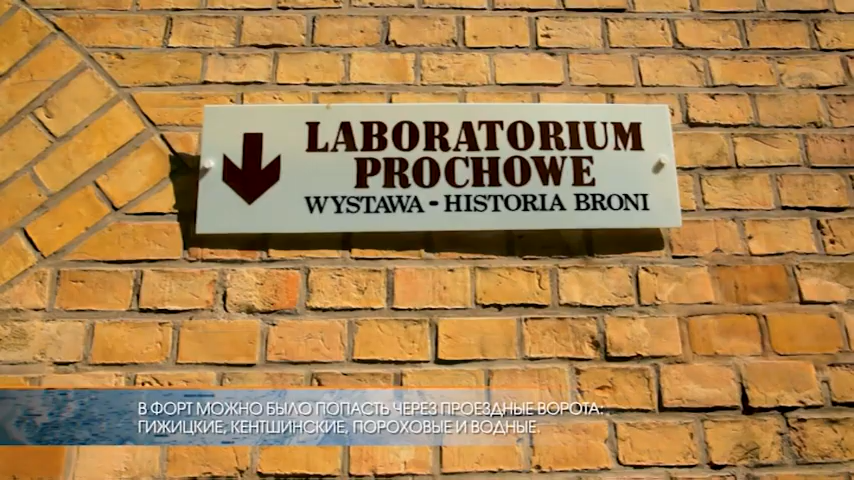 LABORATORIUM
PROCHOWE
WYSTAWA - HISTORIA BRONI
В ФОРТ МОЖНО БЫЛО ПОПАСТЬ ЧЕРЕЗ ПРОЕЗДНЫЕ ВОРОТА:
ГИЖИЦКИЕ, КЕНТШИНСКИЕ, ПОРОХОВЫЕ И ВОДНЫЕ.